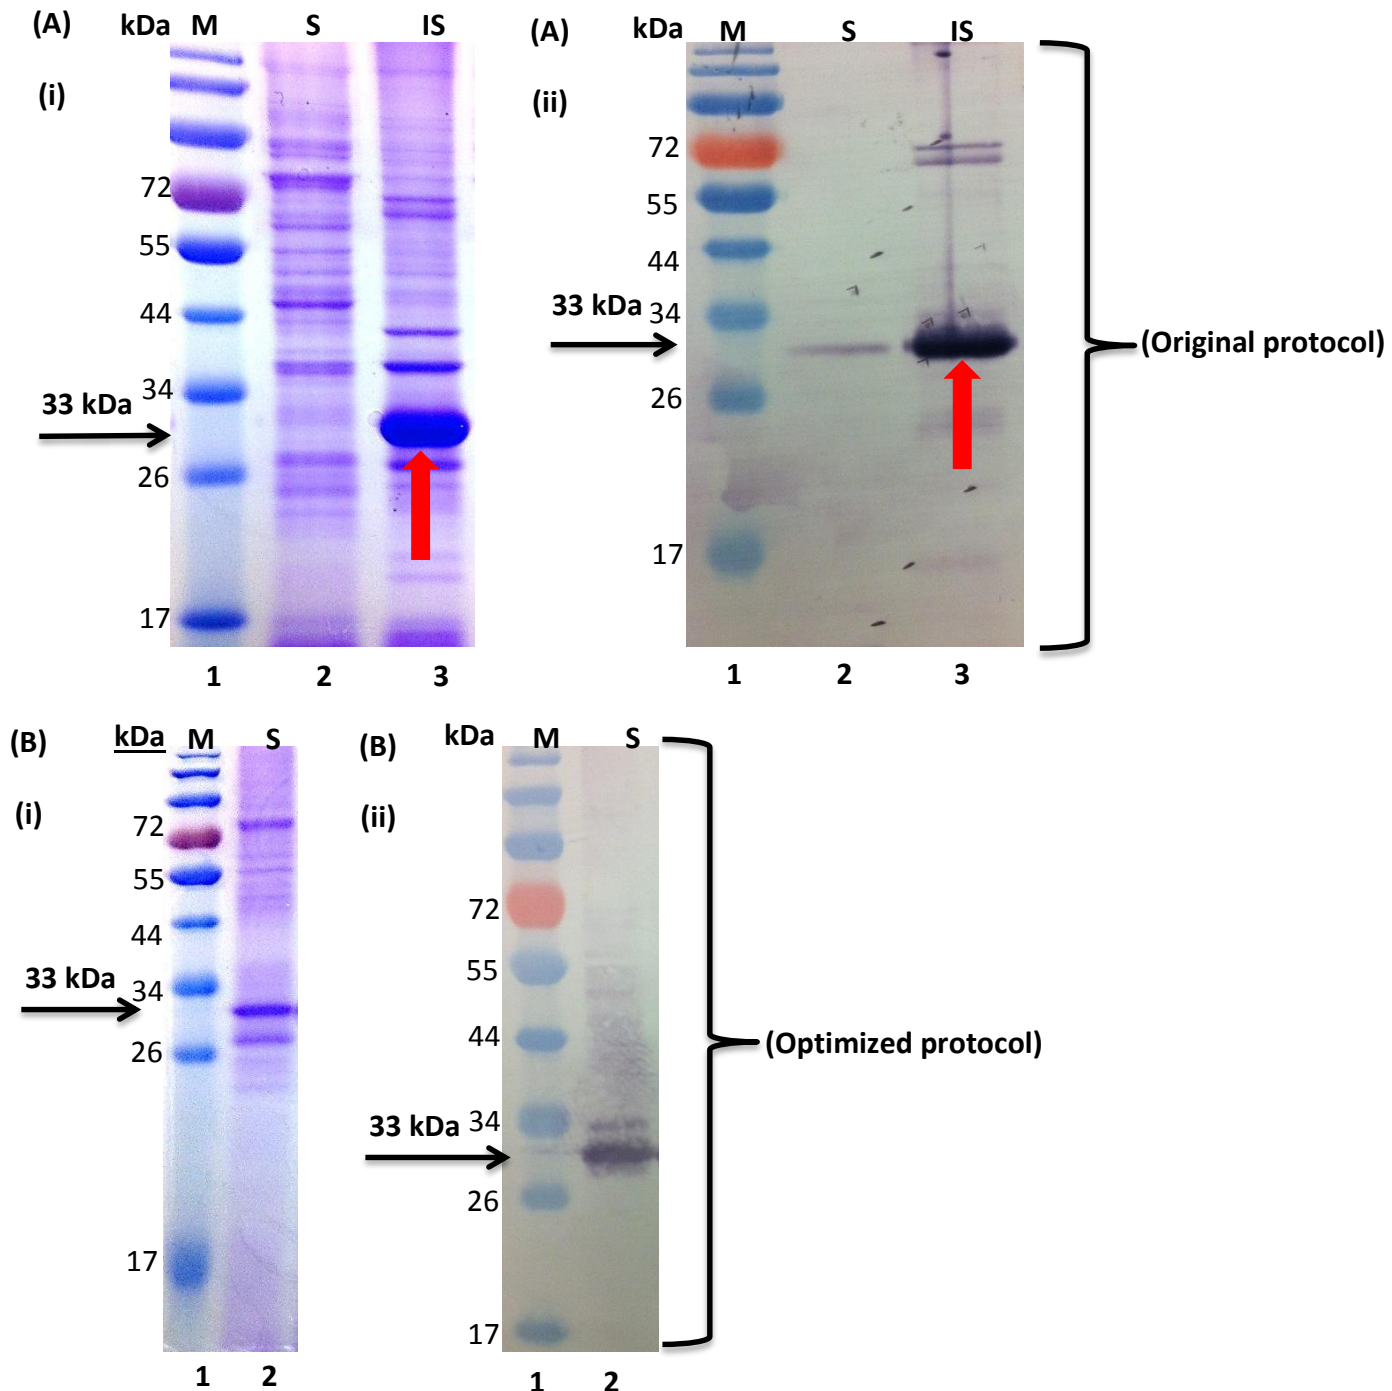 (A) kDa M S IS
(i)
72
55
44
34
33 kDa
26
17
1 2 3
(A) kDa M S IS
(ii)
72
55
44
33 kDa 34
26
17
1 2 3
(Original protocol)
(B) kDa M S
(i)
72
55
44
33 kDa 34
26
17
1 2
(B) kDa M S
(ii)
72
55
44
34
33 kDa
26
17
1 2
(Optimized protocol)